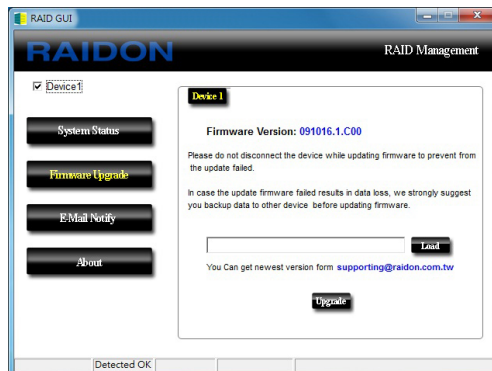 RAID GUI
RAIDON
RAID Management
Device1
System Status
Firmware Upgrade
E-Mail Notify
About
Device 1
Firmware Version: 091016.1.C00
Please do not disconnect the device while updating firmware to prevent from
the update failed.
In case the update firmware failed results in data loss, we strongly suggest
you backup data to other device before updating firmware.
Load
You Can get newest version form supporting@raidon.com.tw
Upgrade
Detected OK